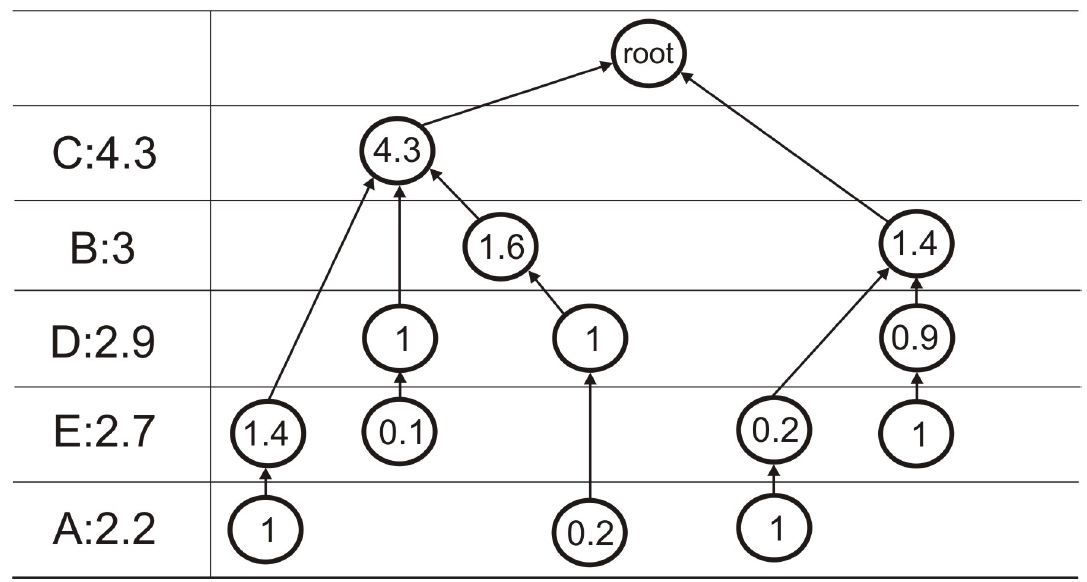 root
C:4.3 4.3
B:3 1.6 1.4
D:2.9 1 1 0.9
E:2.7 1.4 0.1 0.2 1
A:2.2 1 0.2 1